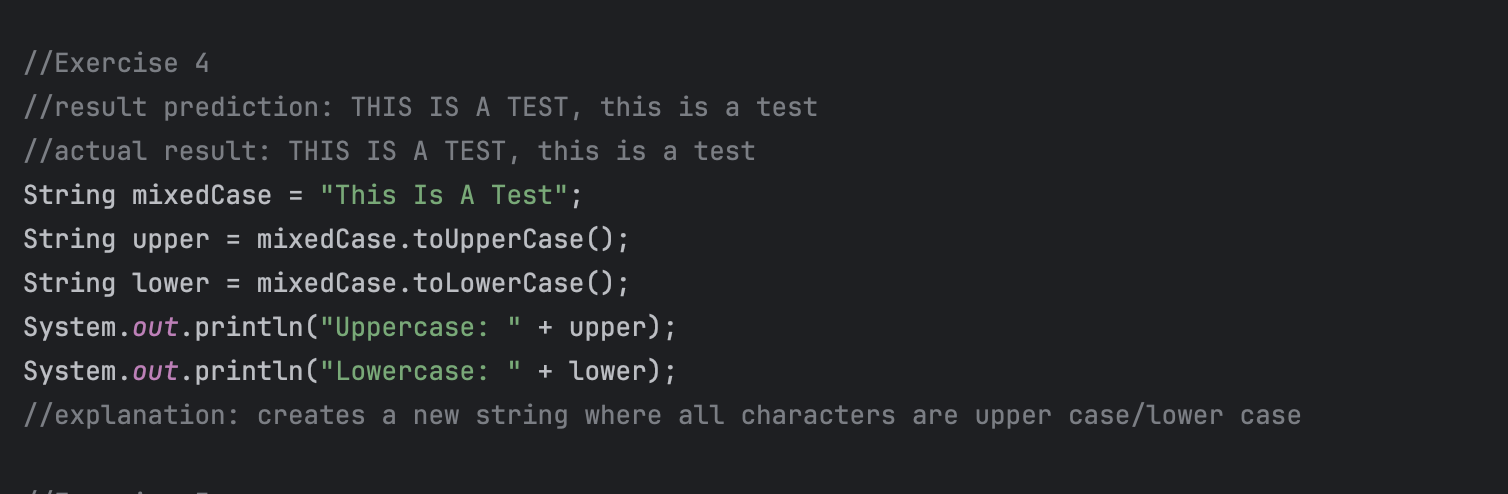 //Exercise 4
//result prediction: THIS IS A TEST, this is a test
//actual result: THIS IS A TEST, this is a test
String mixedCase = "This Is A Test";
String upper = mixedCase.toUpperCase();
String lower = mixedCase.toLowerCase();
System.out.println("Uppercase: " + upper);
System.out.println("Lowercase: " + lower);
//explanation: creates a new string where all characters are upper case/lower case